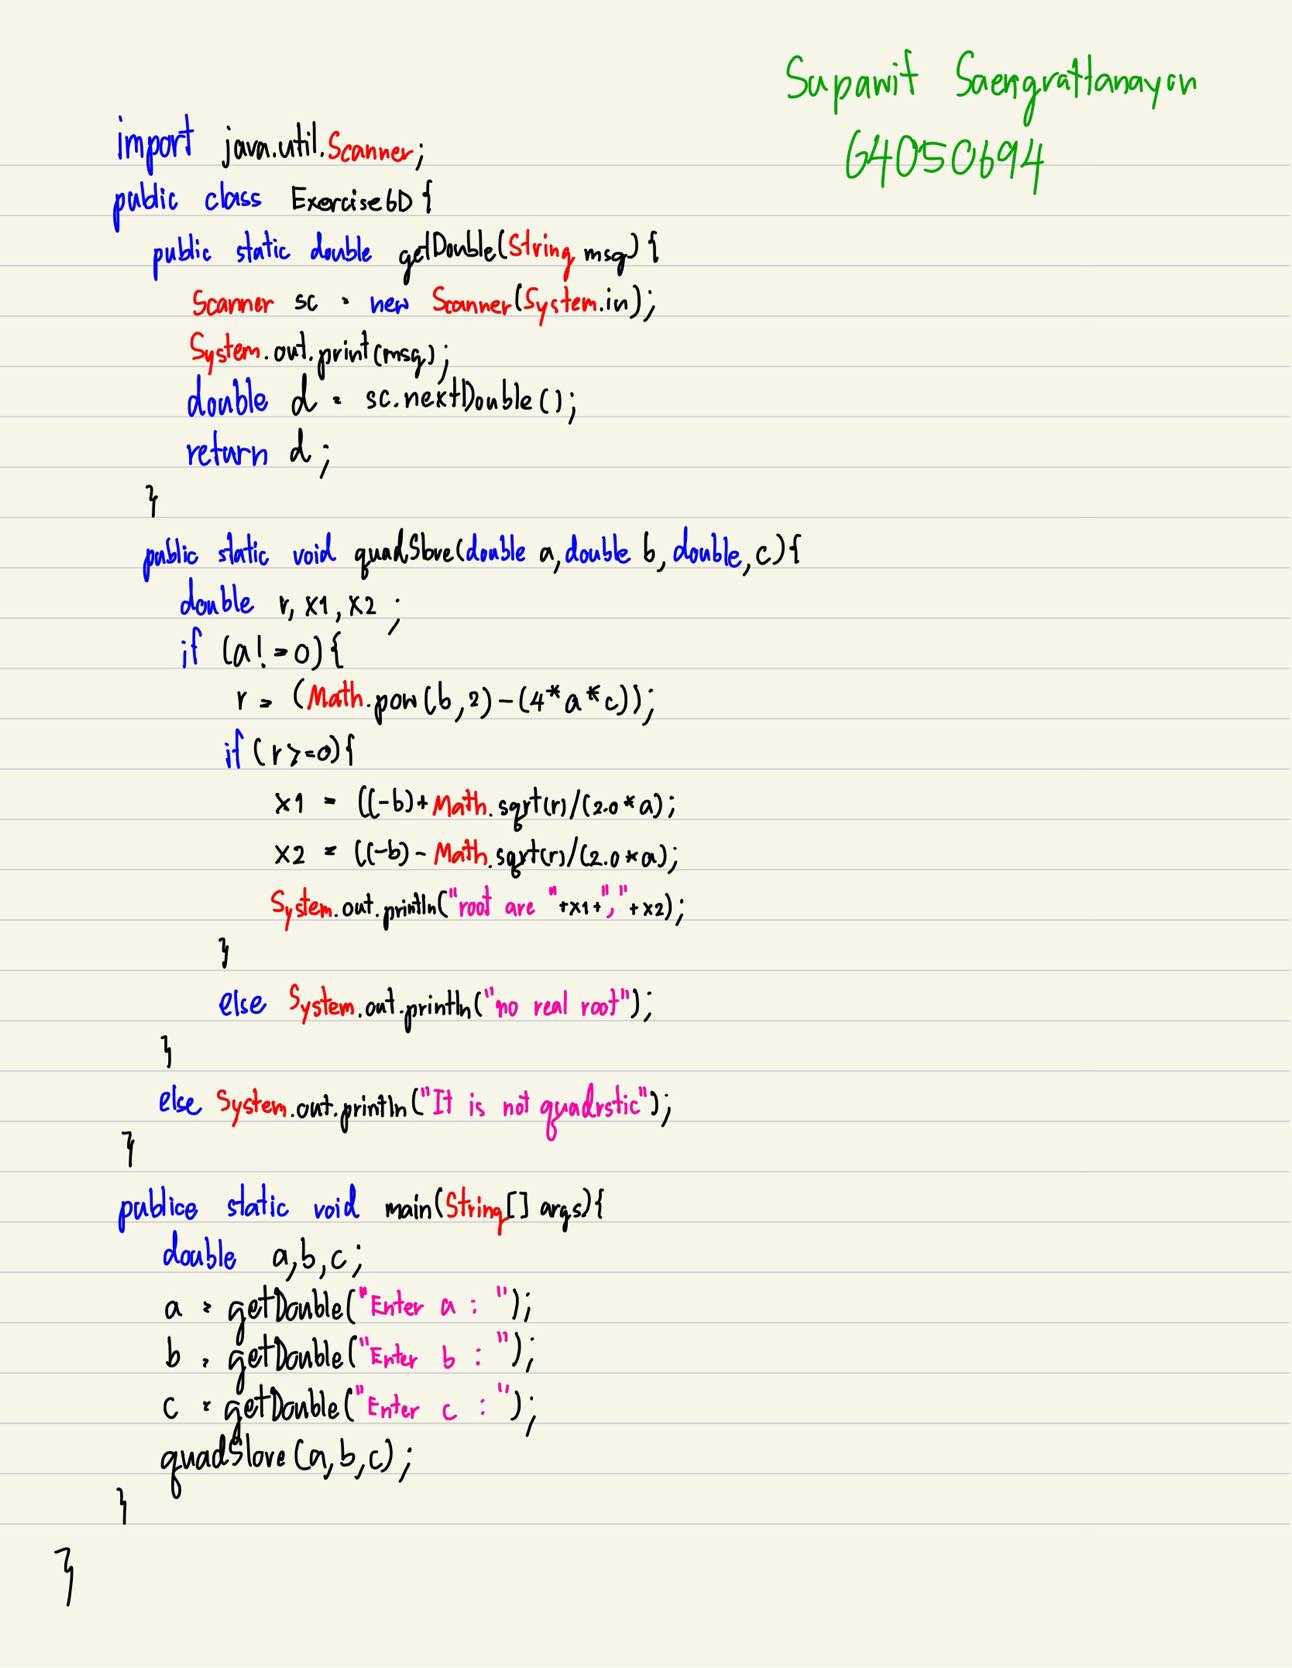 Supawit Saengrattanayon
64050694
import java.util.Scanner;
public class Exercise6D{
public static double getDouble(String msg){
Scanner sc = new Scanner(System.in);
System.out.print(msg);
double d = sc.nextDouble();
return d;
}
public static void quadSlove(double a,double b,double,c){
double r,x1,x2;
if (a!=0){
r = (Math.pow(b,2)-(4*a*c));
if(r>=0){
x1 = ((-b)+Math.sqrt(r)/(2.0*a);
x2 = ((-b)-Math.sqrt(r)/(2.0*a);
System.out.println("root are "+x1+","+x2);
}
else System.out.println("no real root");
}
else System.out.println("It is not quadrstic");
}
publice static void main(String[] args){
double a,b,c;
a = getDouble("Enter a : ");
b = getDouble("Enter b : ");
c = getDouble("Enter c : ");
quadSlove(a,b,c);
}
}